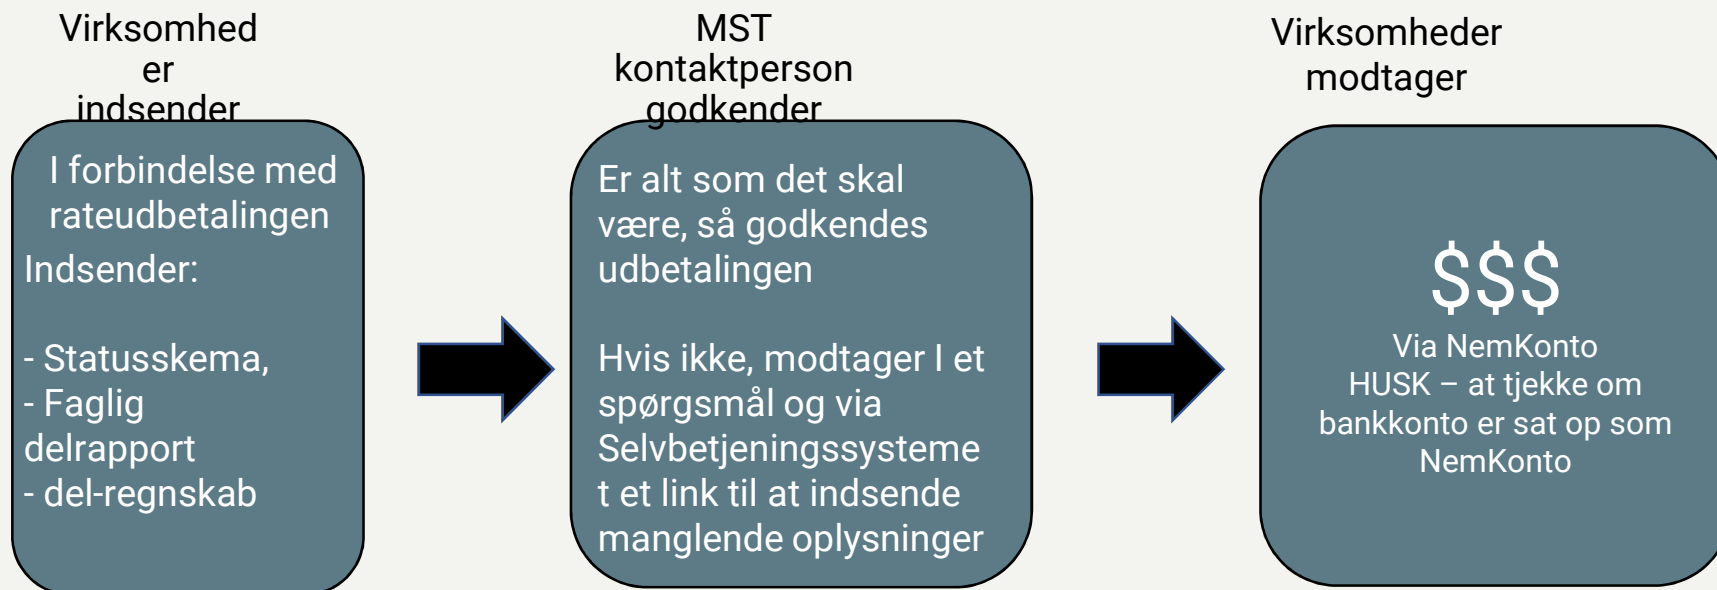 Virksomhed
er
indsender
I forbindelse med
rateudbetalingen
Indsender:
- Statusskema,
- Faglig
delrapport
- del-regnskab
MST
kontaktperson
godkender
Er alt som det skal
være, så godkendes
udbetalingen
Hvis ikke, modtager I et
spørgsmål og via
Selvbetjeningssysteme
t et link til at indsende
manglende oplysninger
Virksomheder
modtager
$$$
Via NemKonto
HUSK – at tjekke om
bankkonto er sat op som
NemKonto